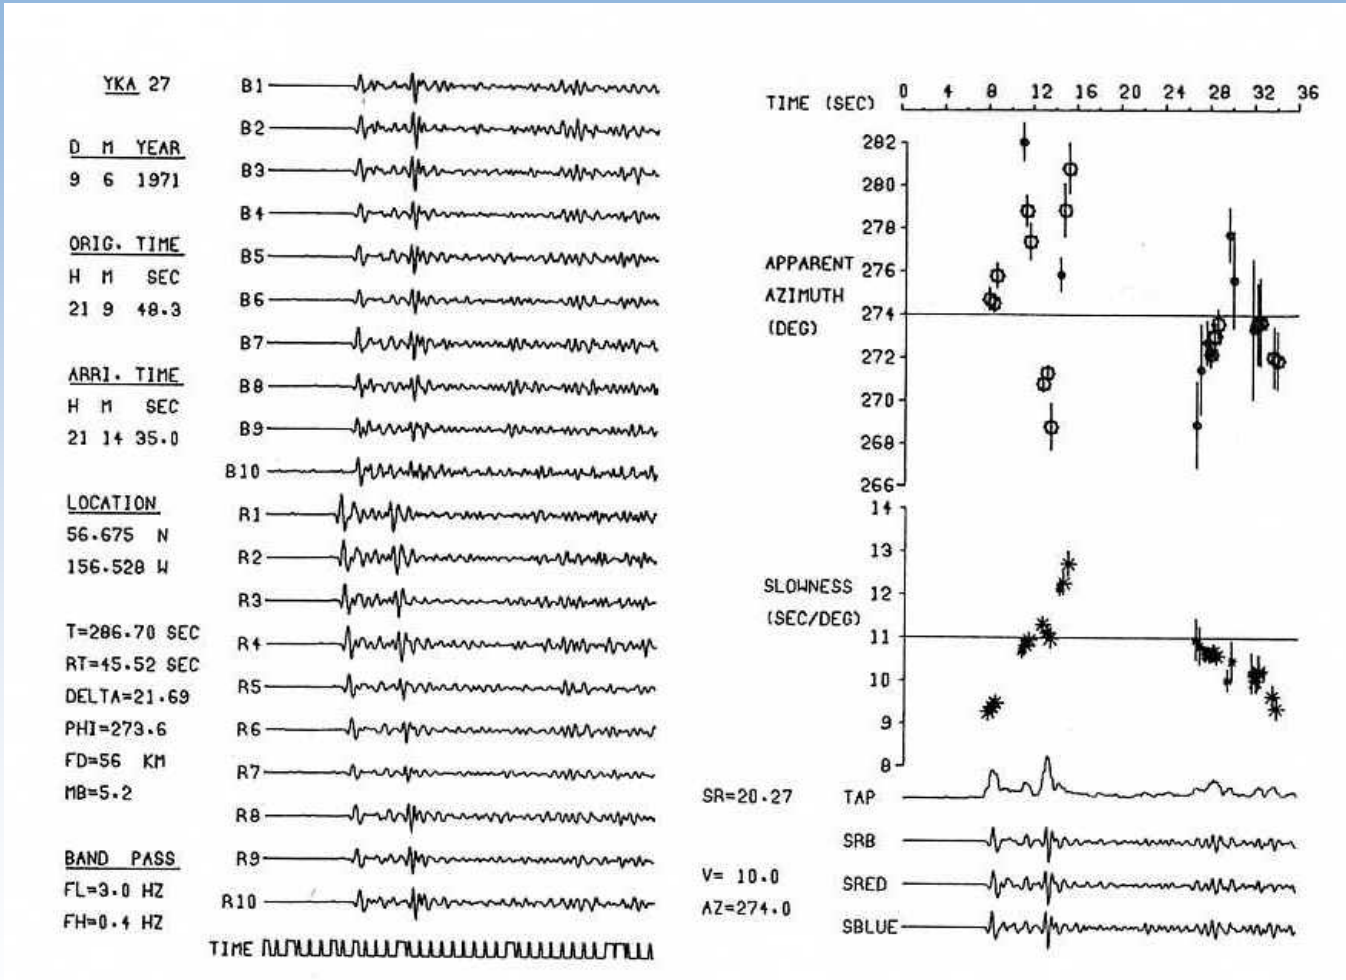 YKA 27
D M YEAR
9 6 1971
ORIG. TIME
H M SEC
21 9 48.3
ARRI. TIME
H M SEC
21 14 35.0
LOCATION
56.675 N
156.528 W
T=286.70 SEC
RT=45.52 SEC
DELTA=21.69
PHI=273.6
FD=56 KM
MB=5.2
BAND PASS
FL=3.0 HZ
FH=0.4 HZ
B1
B2
B3
B4
B5
B6
B7
B8
B9
B10
R1
R2
R3
R4
R5
R6
R7
R8
R9
R10
TIME
TIME (SEC)
0 4 8 12 16 20 24 28 32 36
APPARENT
AZIMUTH
(DEG)
282
280
278
276
274
272
270
268
266
SLOWNESS
(SEC/DEG)
14
13
12
11
10
9
8
SR=20.27
TAP
SRB
V= 10.0
SRED
AZ=274.0
SBLUE